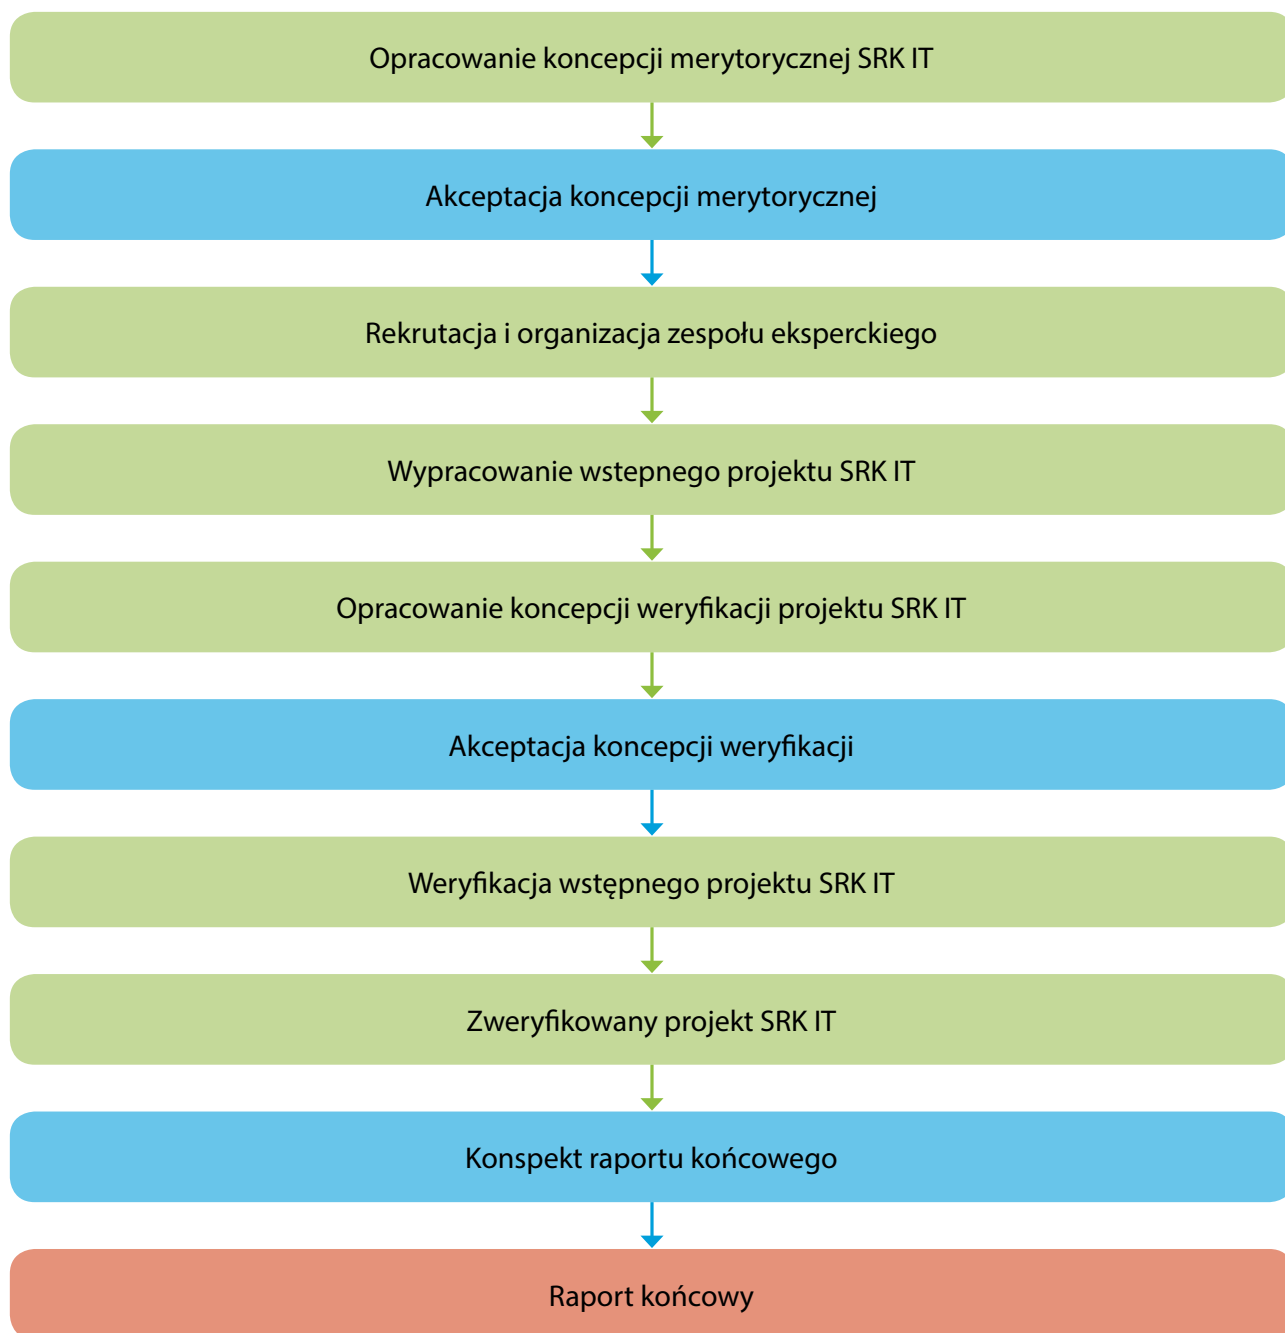 Opracowanie koncepcji merytorycznej SRK IT
Akceptacja koncepcji merytorycznej
Rekrutacja i organizacja zespołu eksperckiego
Wypracowanie wstepnego projektu SRK IT
Opracowanie koncepcji weryfikacji projektu SRK IT
Akceptacja koncepcji weryfikacji
Weryfikacja wstępnego projektu SRK IT
Zweryfikowany projekt SRK IT
Konspekt raportu końcowego
Raport końcowy